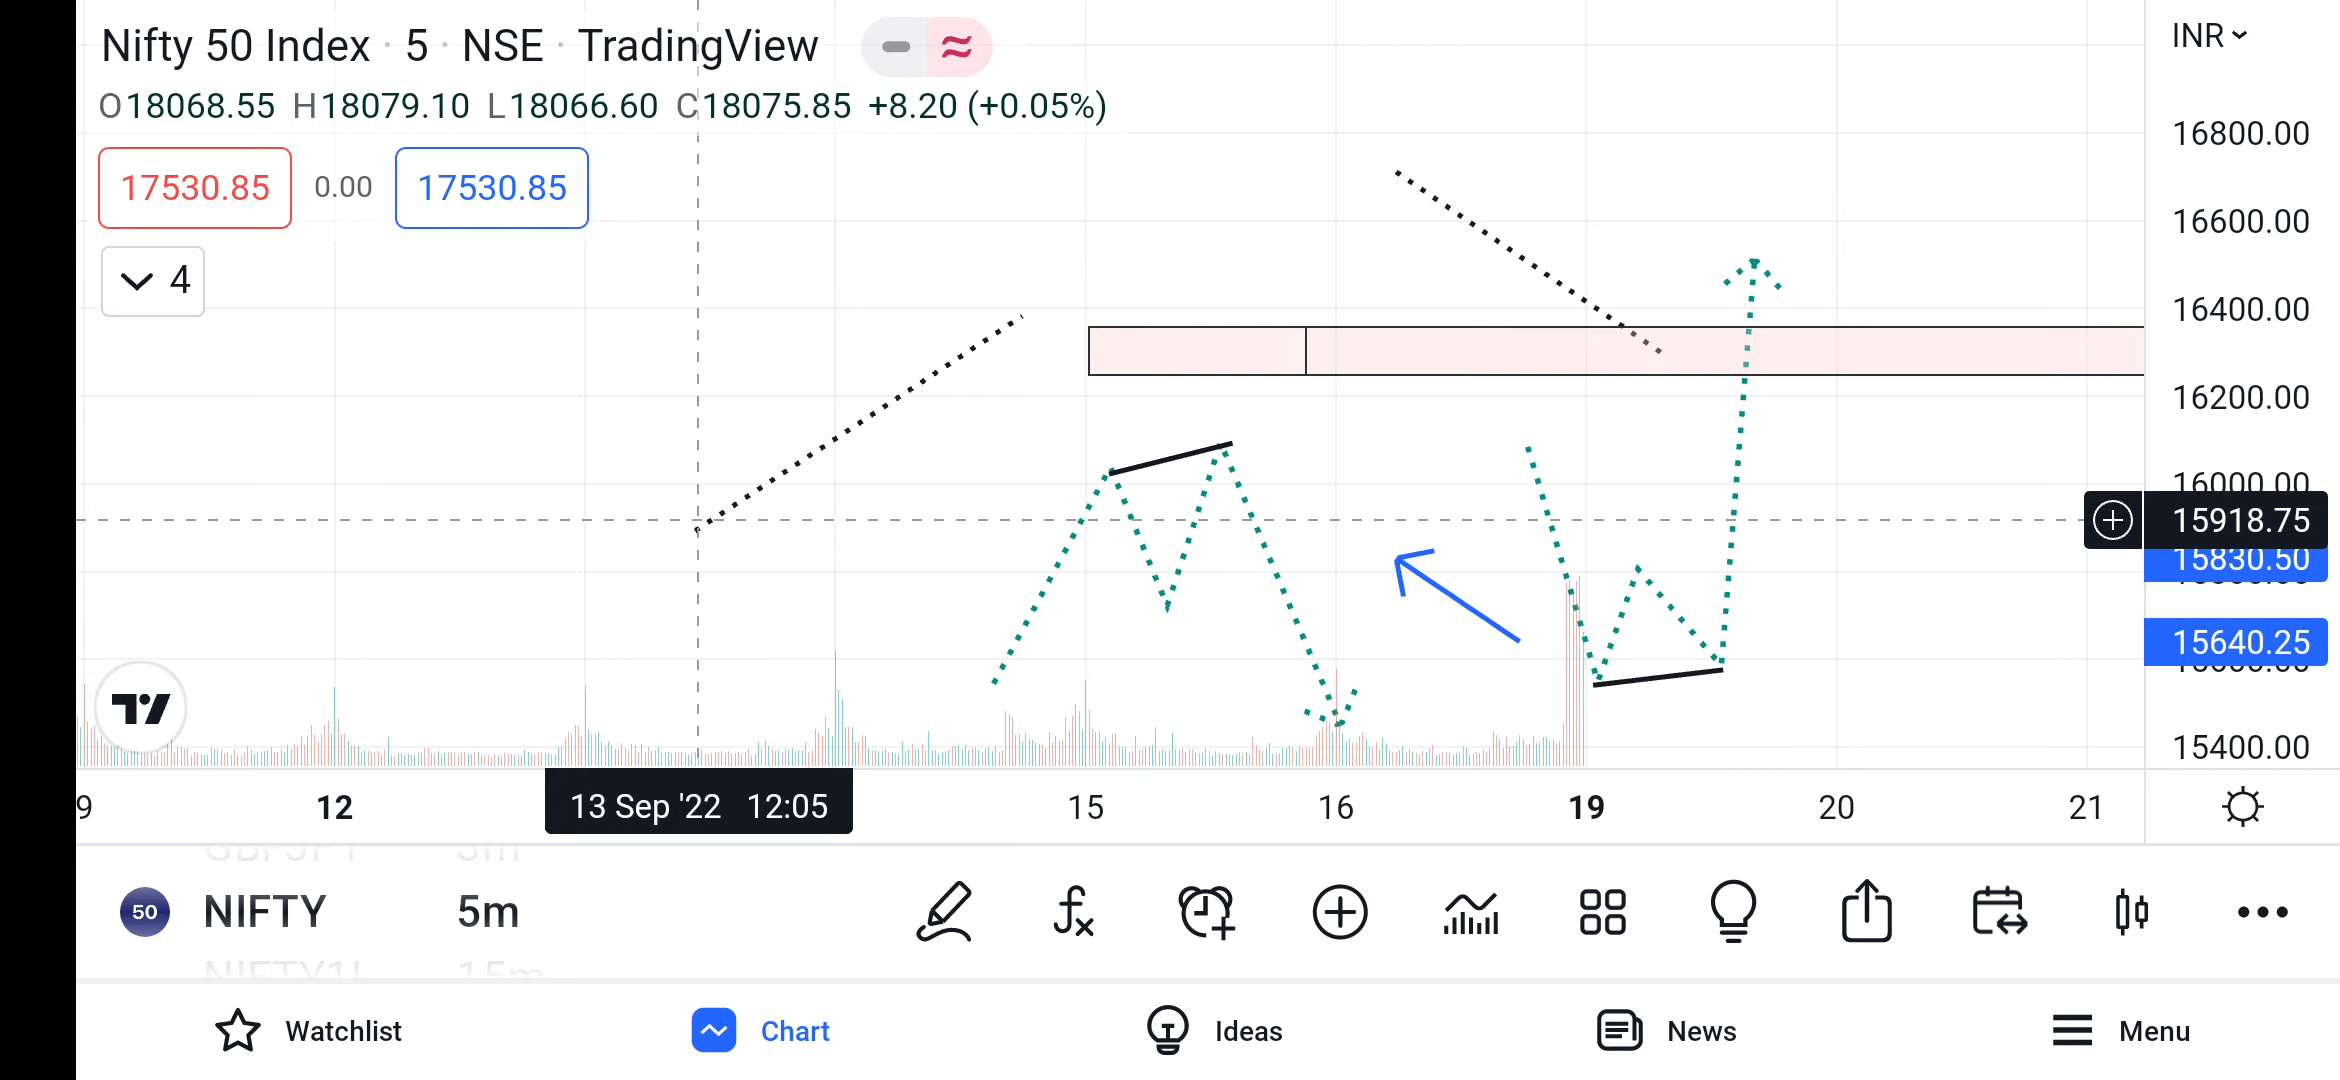 Nifty 50 Index · 5 · NSE · TradingView
O18068.55 H18079.10 L18066.60 C18075.85 +8.20 (+0.05%)
17530.85 0.00 17530.85
4
INR
16800.00
16600.00
16400.00
16200.00
16000.00
15918.75
15830.50
15640.25
15400.00
9 12 13 Sep '22 12:05 15 16 19 20 21
50 NIFTY 5m
Watchlist Chart Ideas News Menu